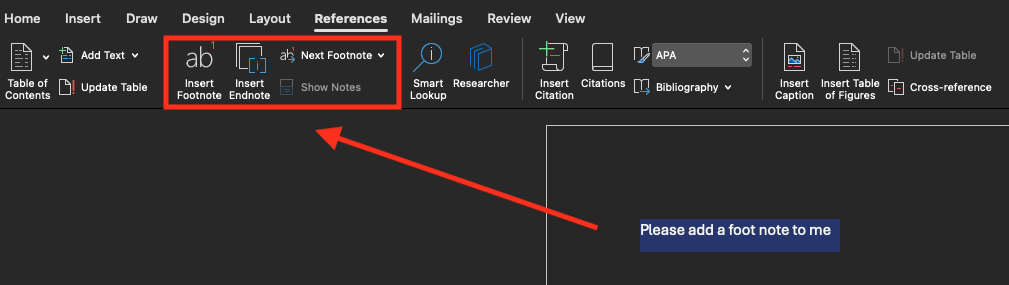 Home Insert Draw Design Layout References Mailings Review View
Table of Contents
Add Text
Update Table
ab1
Insert Footnote
Insert Endnote
ab
Next Footnote
Show Notes
Smart Lookup
Researcher
Insert Citation
Citations
APA
Bibliography
Insert Caption
Insert Table of Figures
Update Table
Cross-reference
Please add a foot note to me